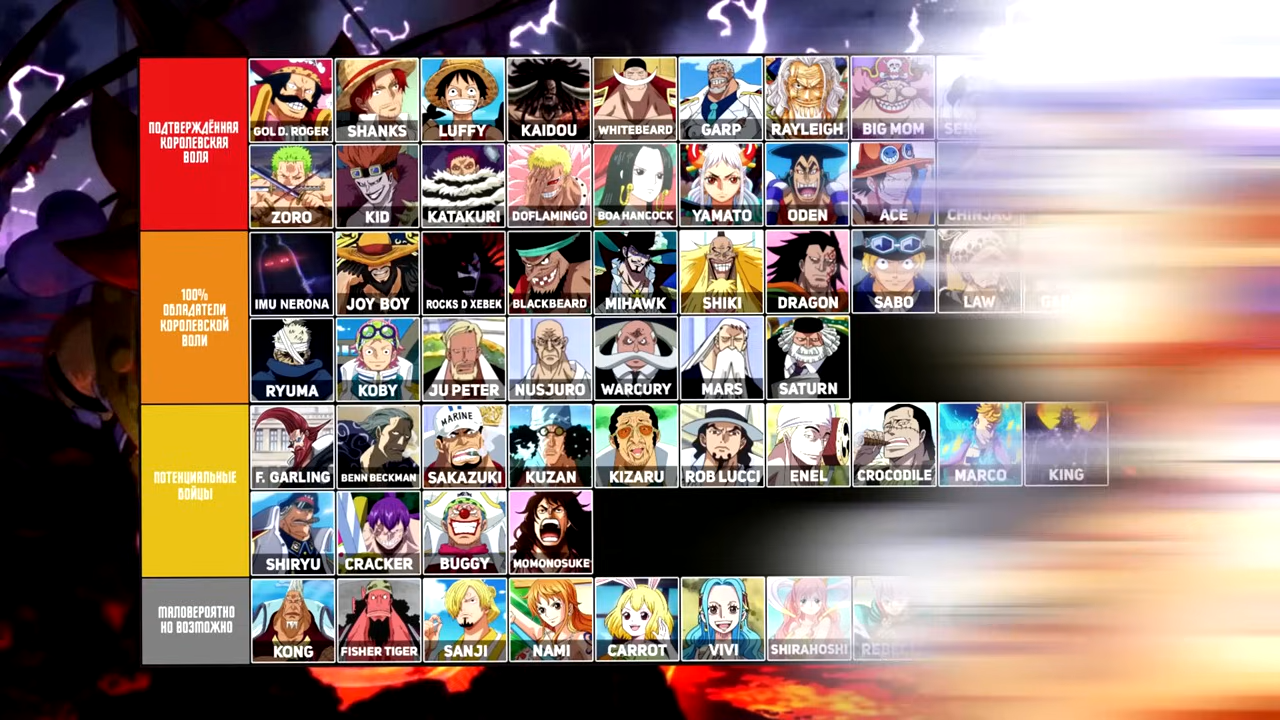 ПОДТВЕРЖДЁННАЯ
КОРОЛЕВСКАЯ
ВОЛЯ
GOL D. ROGER SHANKS LUFFY KAIDOU WHITEBEARD GARP RAYLEIGH BIG MOM
ZORO KID KATAKURI DOFLAMINGO BOA HANCOCK YAMATO ODEN ACE CHINJAO
100%
ОБЛАДАТЕЛИ
КОРОЛЕВСКОЙ
ВОЛИ
IMU NERONA JOY BOY ROCKS D XEBEK BLACKBEARD MIHAWK SHIKI DRAGON SABO LAW
RYUMA KOBY JU PETER NUSJURO WARCURY MARS SATURN
ПОТЕНЦИАЛЬНЫЕ
ВОЙЦЫ
MARINE
F. GARLING BENN BECKMAN SAKAZUKI KUZAN KIZARU ROB LUCCI ENEL CROCODILE MARCO KING
SHIRYU CRACKER BUGGY MOMONOSUKE
МАЛОВЕРОЯТНО
НО ВОЗМОЖНО
KONG FISHER TIGER SANJI NAMI CARROT VIVI SHIRAHOSHI